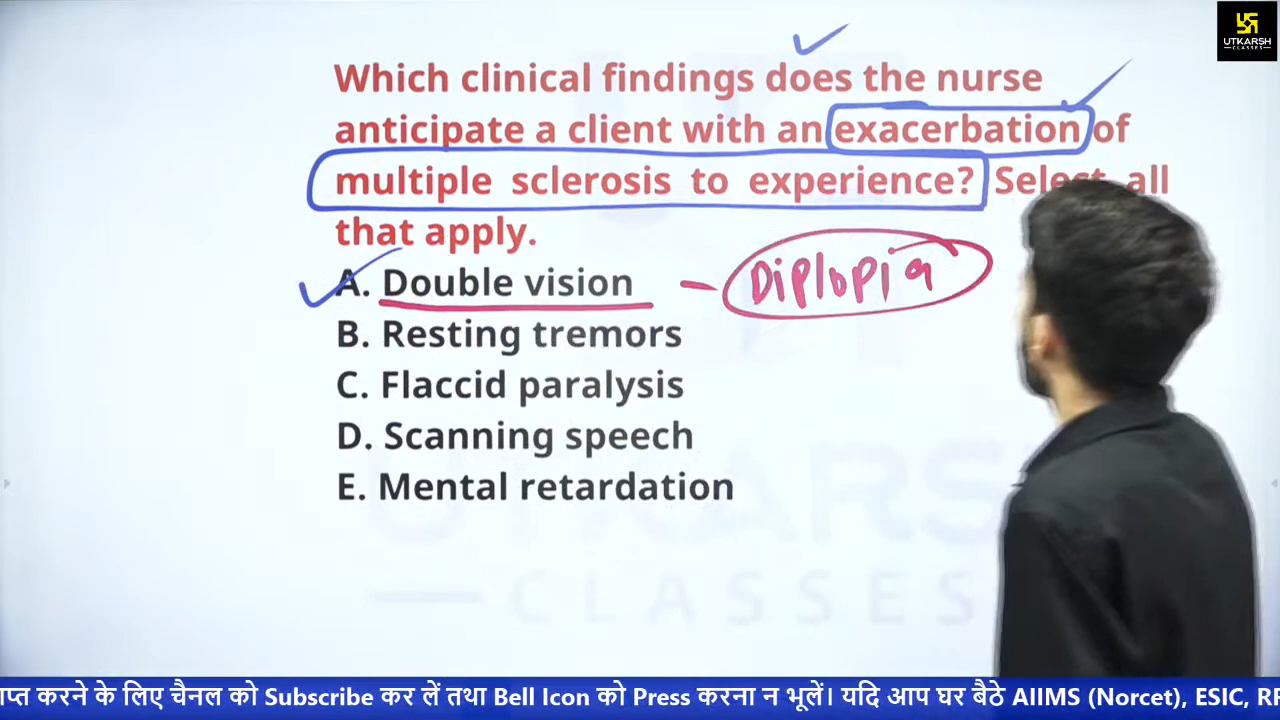 UTKARSH
CLASSES
Which clinical findings does the nurse
anticipate a client with an exacerbation of
multiple sclerosis to experience? Select all
that apply.
A. Double vision - Diplopia
B. Resting tremors
C. Flaccid paralysis
D. Scanning speech
E. Mental retardation
UTKARS
CLASSES
प्त करने के लिए चैनल को Subscribe कर लें तथा Bell Icon को Press करना न भूलें। यदि आप घर बैठे AIIMS (Norcet), ESIC,